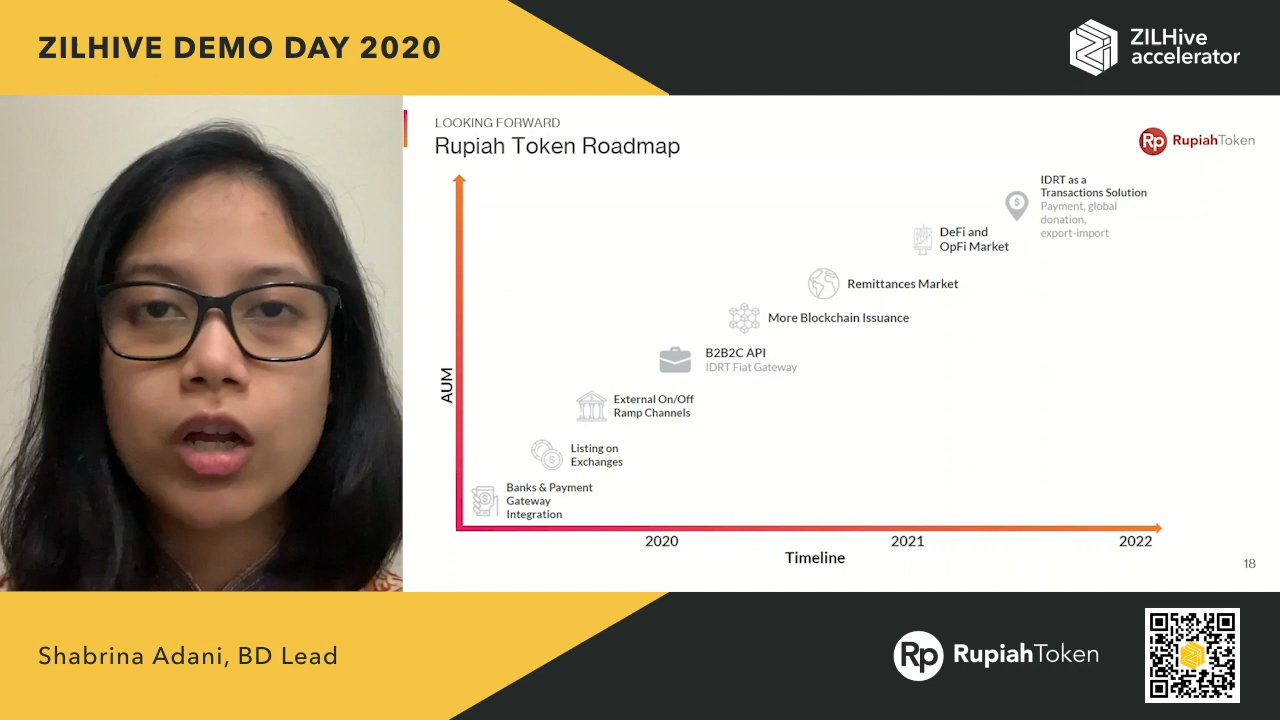 ZILHIVE DEMO DAY 2020
ZILHive
accelerator
LOOKING FORWARD
Rupiah Token Roadmap
Rp RupiahToken
IDRT as a
Transactions Solution
Payment, global
donation,
export-import
DeFi and
OpFi Market
Remittances Market
More Blockchain Issuance
B2B2C API
IDRT Fiat Gateway
External On/Off
Ramp Channels
Listing on
Exchanges
Banks & Payment
Gateway
Integration
AUM
2020
2021
2022
Timeline
18
Shabrina Adani, BD Lead
Rp RupiahToken